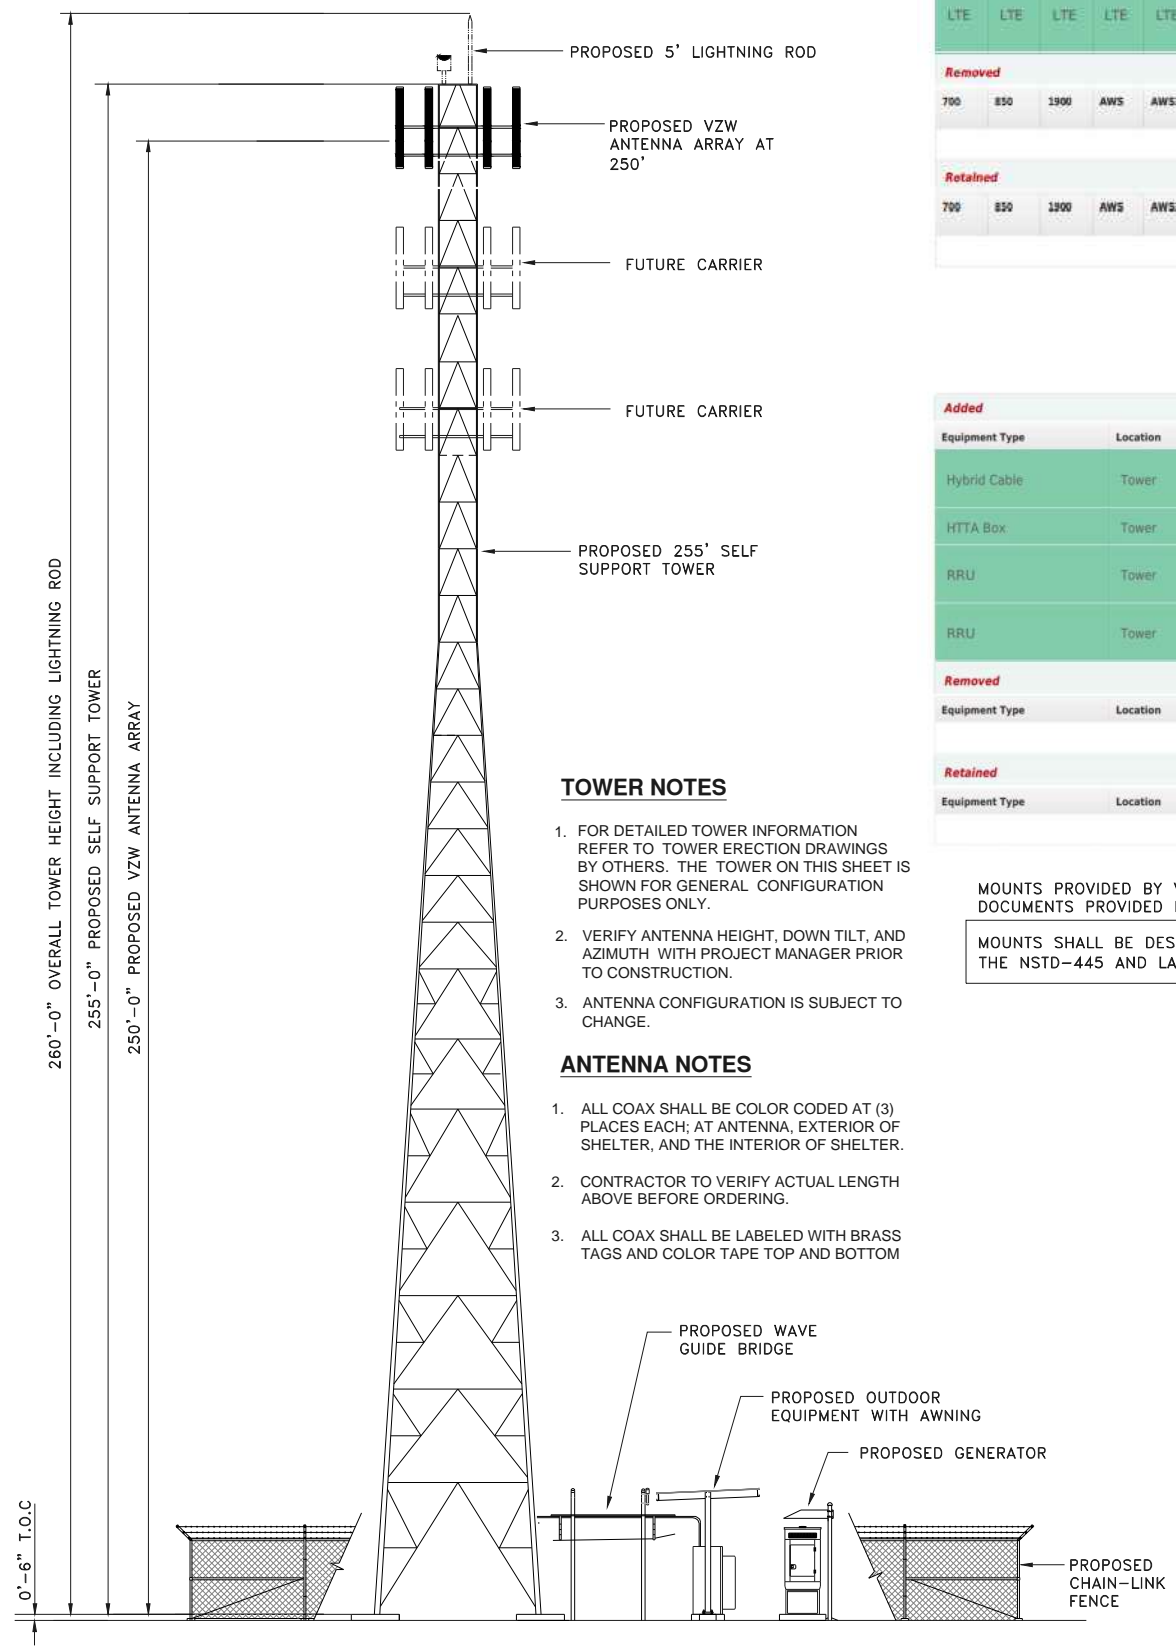 PROPOSED 5' LIGHTNING ROD
PROPOSED VZW
ANTENNA ARRAY AT
250'
FUTURE CARRIER
FUTURE CARRIER
PROPOSED 255' SELF
SUPPORT TOWER
260'-0" OVERALL TOWER HEIGHT INCLUDING LIGHTNING ROD
255'-0" PROPOSED SELF SUPPORT TOWER
250'-0" PROPOSED VZW ANTENNA ARRAY
0'-6" T.O.C
TOWER NOTES
1. FOR DETAILED TOWER INFORMATION
REFER TO TOWER ERECTION DRAWINGS
BY OTHERS. THE TOWER ON THIS SHEET IS
SHOWN FOR GENERAL CONFIGURATION
PURPOSES ONLY.
2. VERIFY ANTENNA HEIGHT, DOWN TILT, AND
AZIMUTH WITH PROJECT MANAGER PRIOR
TO CONSTRUCTION.
3. ANTENNA CONFIGURATION IS SUBJECT TO
CHANGE.
ANTENNA NOTES
1. ALL COAX SHALL BE COLOR CODED AT (3)
PLACES EACH; AT ANTENNA, EXTERIOR OF
SHELTER, AND THE INTERIOR OF SHELTER.
2. CONTRACTOR TO VERIFY ACTUAL LENGTH
ABOVE BEFORE ORDERING.
3. ALL COAX SHALL BE LABELED WITH BRASS
TAGS AND COLOR TAPE TOP AND BOTTOM
PROPOSED WAVE
GUIDE BRIDGE
PROPOSED OUTDOOR
EQUIPMENT WITH AWNING
PROPOSED GENERATOR
PROPOSED
CHAIN-LINK
FENCE
LTE LTE LTE LTE LTE
Removed
700 850 1900 AWS AWS
Retained
700 850 1900 AWS AWS
Added
Equipment Type Location
Hybrid Cable Tower
HTTA Box Tower
RRU Tower
RRU Tower
Removed
Equipment Type Location
Retained
Equipment Type Location
MOUNTS PROVIDED BY
DOCUMENTS PROVIDED
MOUNTS SHALL BE DES
THE NSTD-445 AND LA